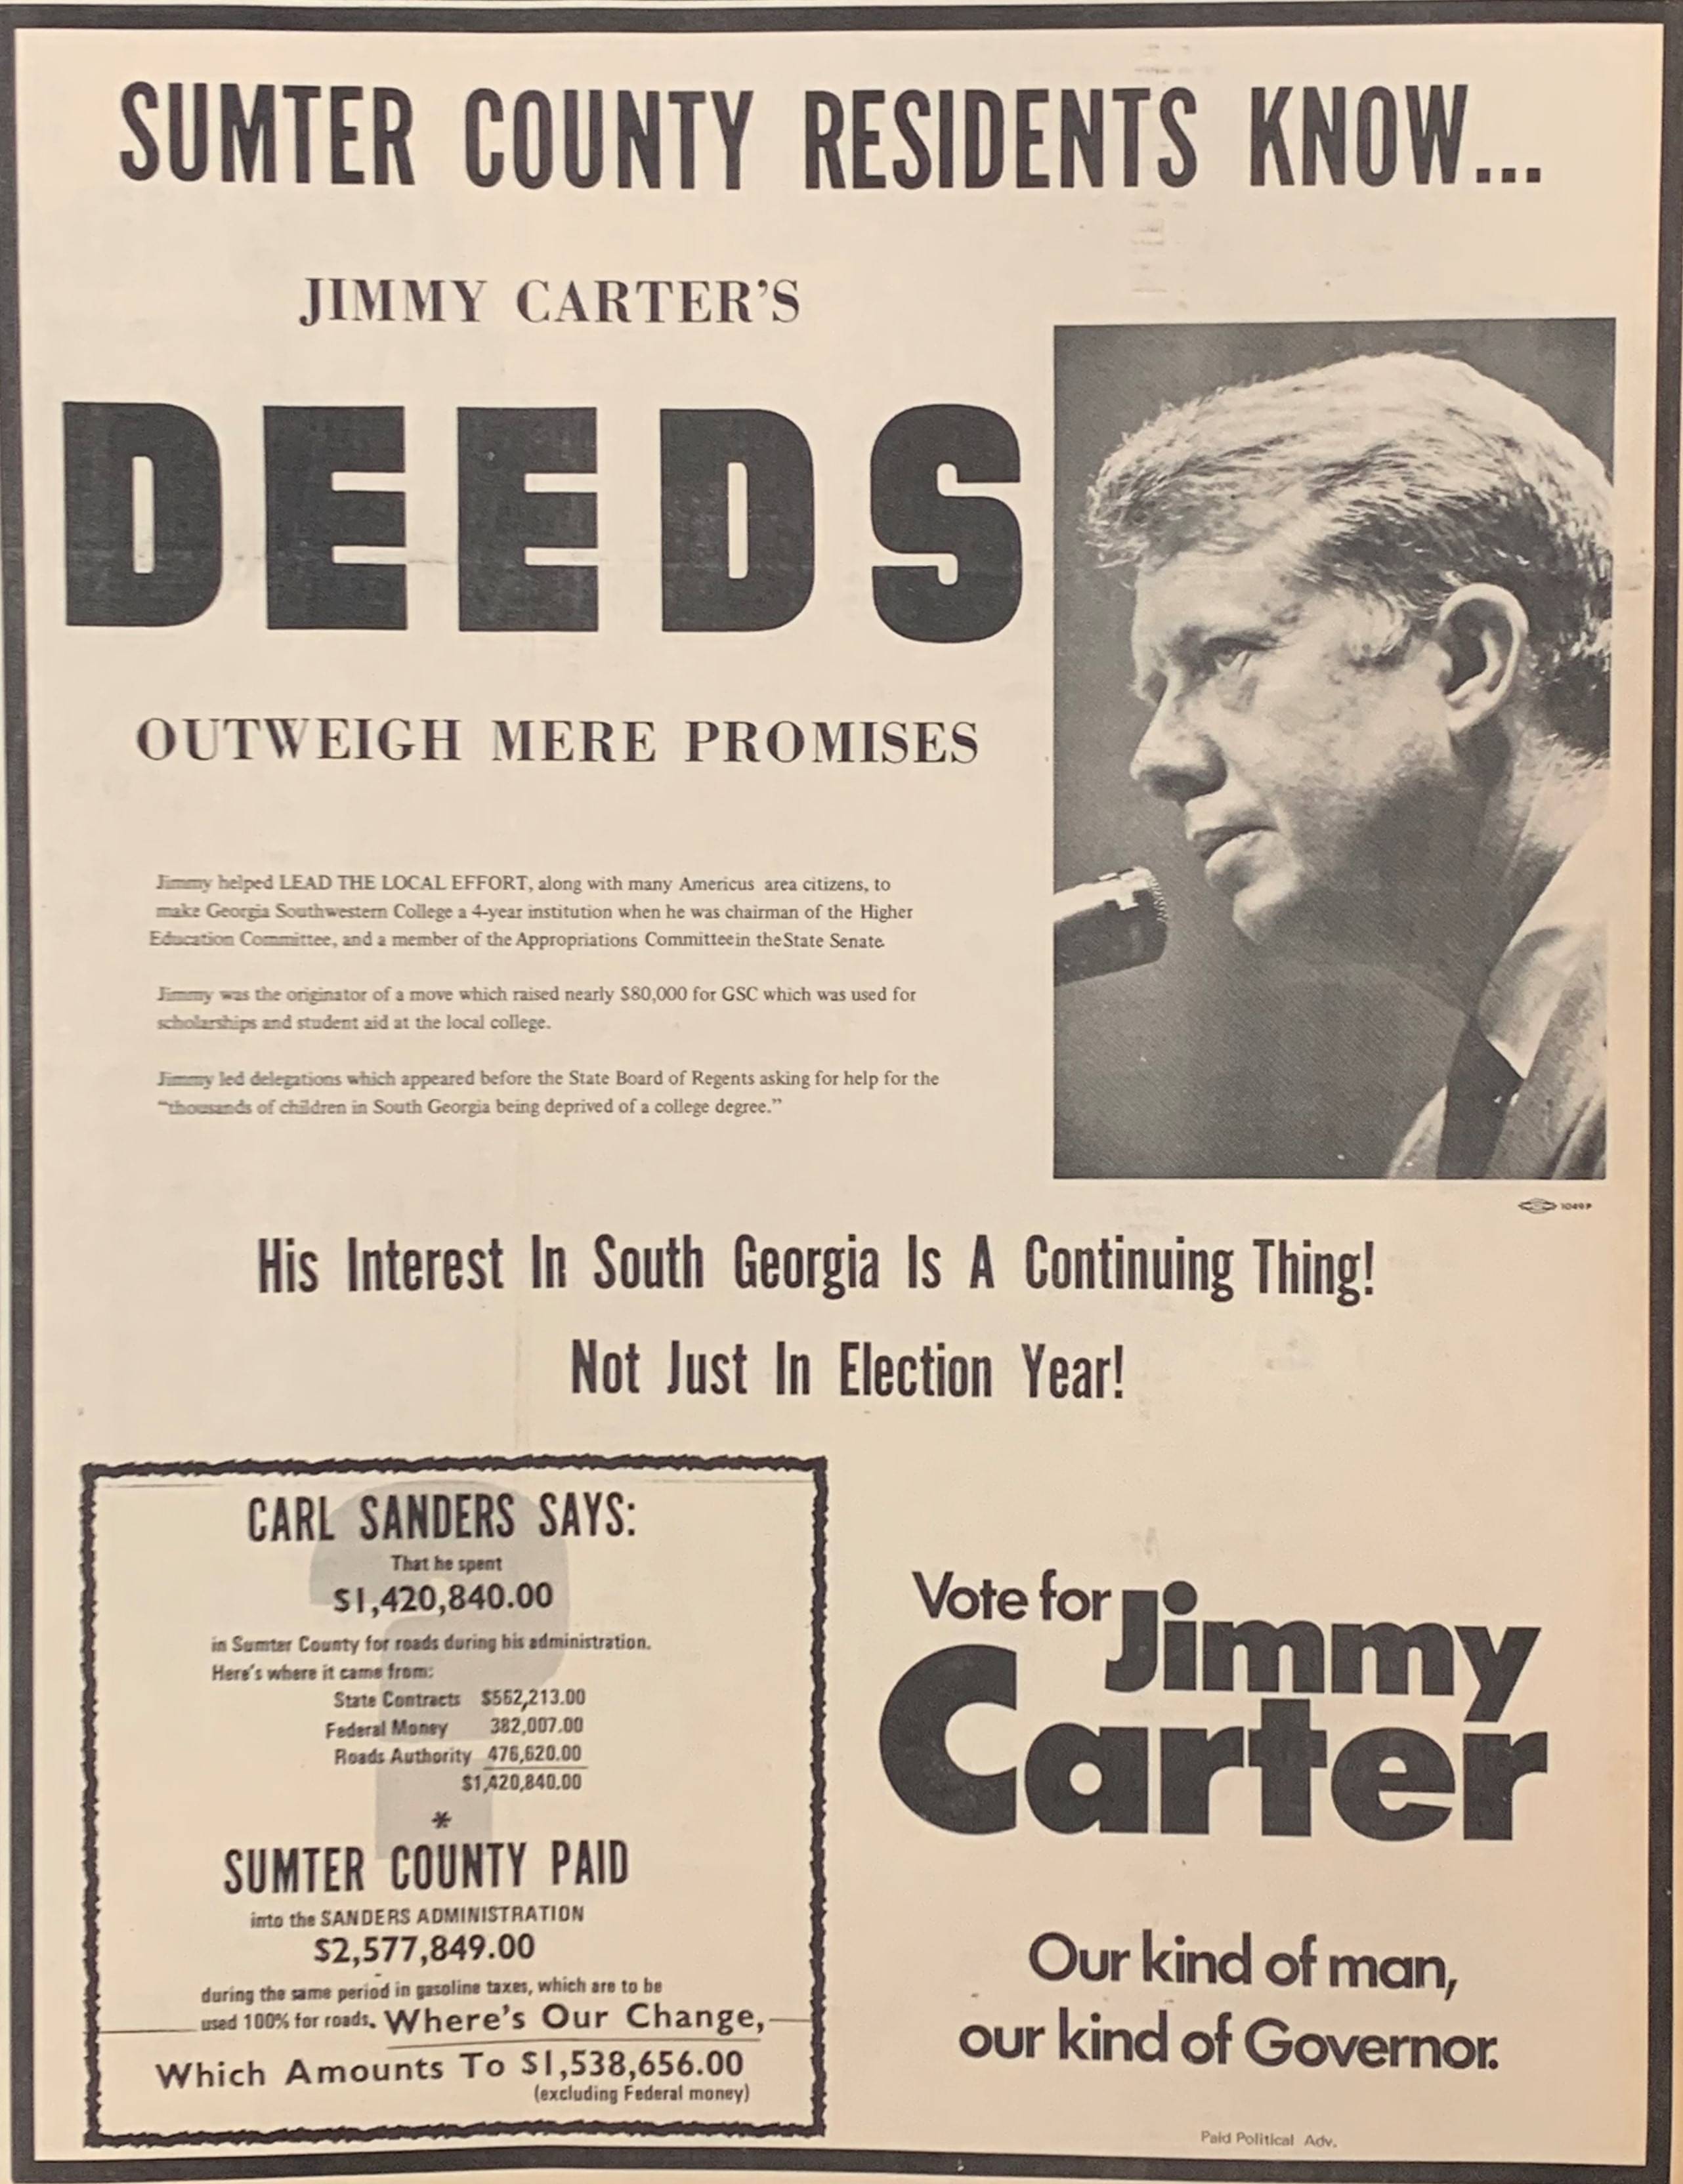 SUMTER COUNTY RESIDENTS KNOW...
JIMMY CARTER'S
DEEDS
OUTWEIGH MERE PROMISES
Jimmy helped LEAD THE LOCAL EFFORT, along with many Americus area citizens, to
make Georgia Southwestern College a 4-year institution when he was chairman of the Higher
Education Committee, and a member of the Appropriations Committee in the State Senate.
Jimmy was the originator of a move which raised nearly $80,000 for GSC which was used for
scholarships and student aid at the local college.
Jimmy led delegations which appeared before the State Board of Regents asking for help for the
"thousands of children in South Georgia being deprived of a college degree."
1049P
His Interest In South Georgia Is A Continuing Thing!
Not Just In Election Year!
CARL SANDERS SAYS:
That he spent
$1,420,840.00
in Sumter County for roads during his administration.
Here's where it came from:
State Contracts $562,213.00
Federal Money 382,007.00
Roads Authority 476,620.00
$1,420,840.00
*
SUMTER COUNTY PAID
into the SANDERS ADMINISTRATION
$2,577,849.00
during the same period in gasoline taxes, which are to be
used 100% for roads. Where's Our Change,
Which Amounts To $1,538,656.00
(excluding Federal money)
Vote for Jimmy
Carter
Our kind of man,
our kind of Governor.
Paid Political Adv.